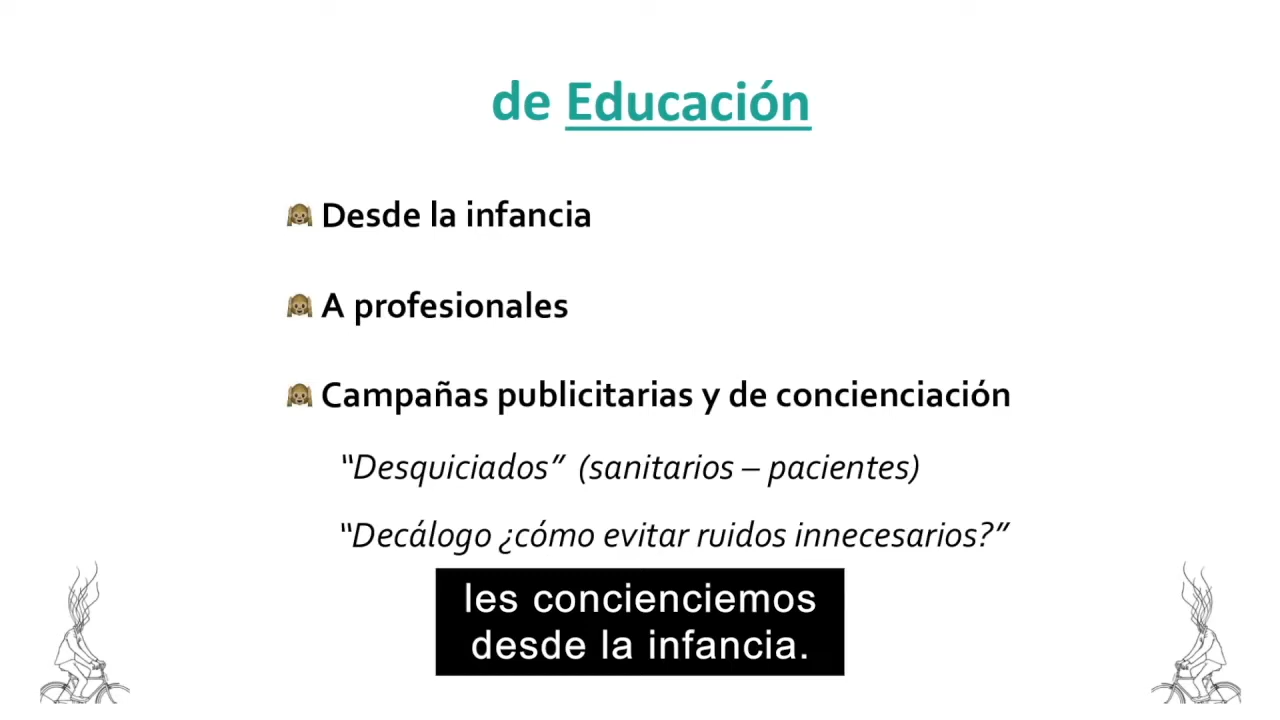 de Educación
Desde la infancia
A profesionales
Campañas publicitarias y de concienciación
“Desquiciados” (sanitarios – pacientes)
“Decálogo ¿cómo evitar ruidos innecesarios?”
les concienciemos
desde la infancia.